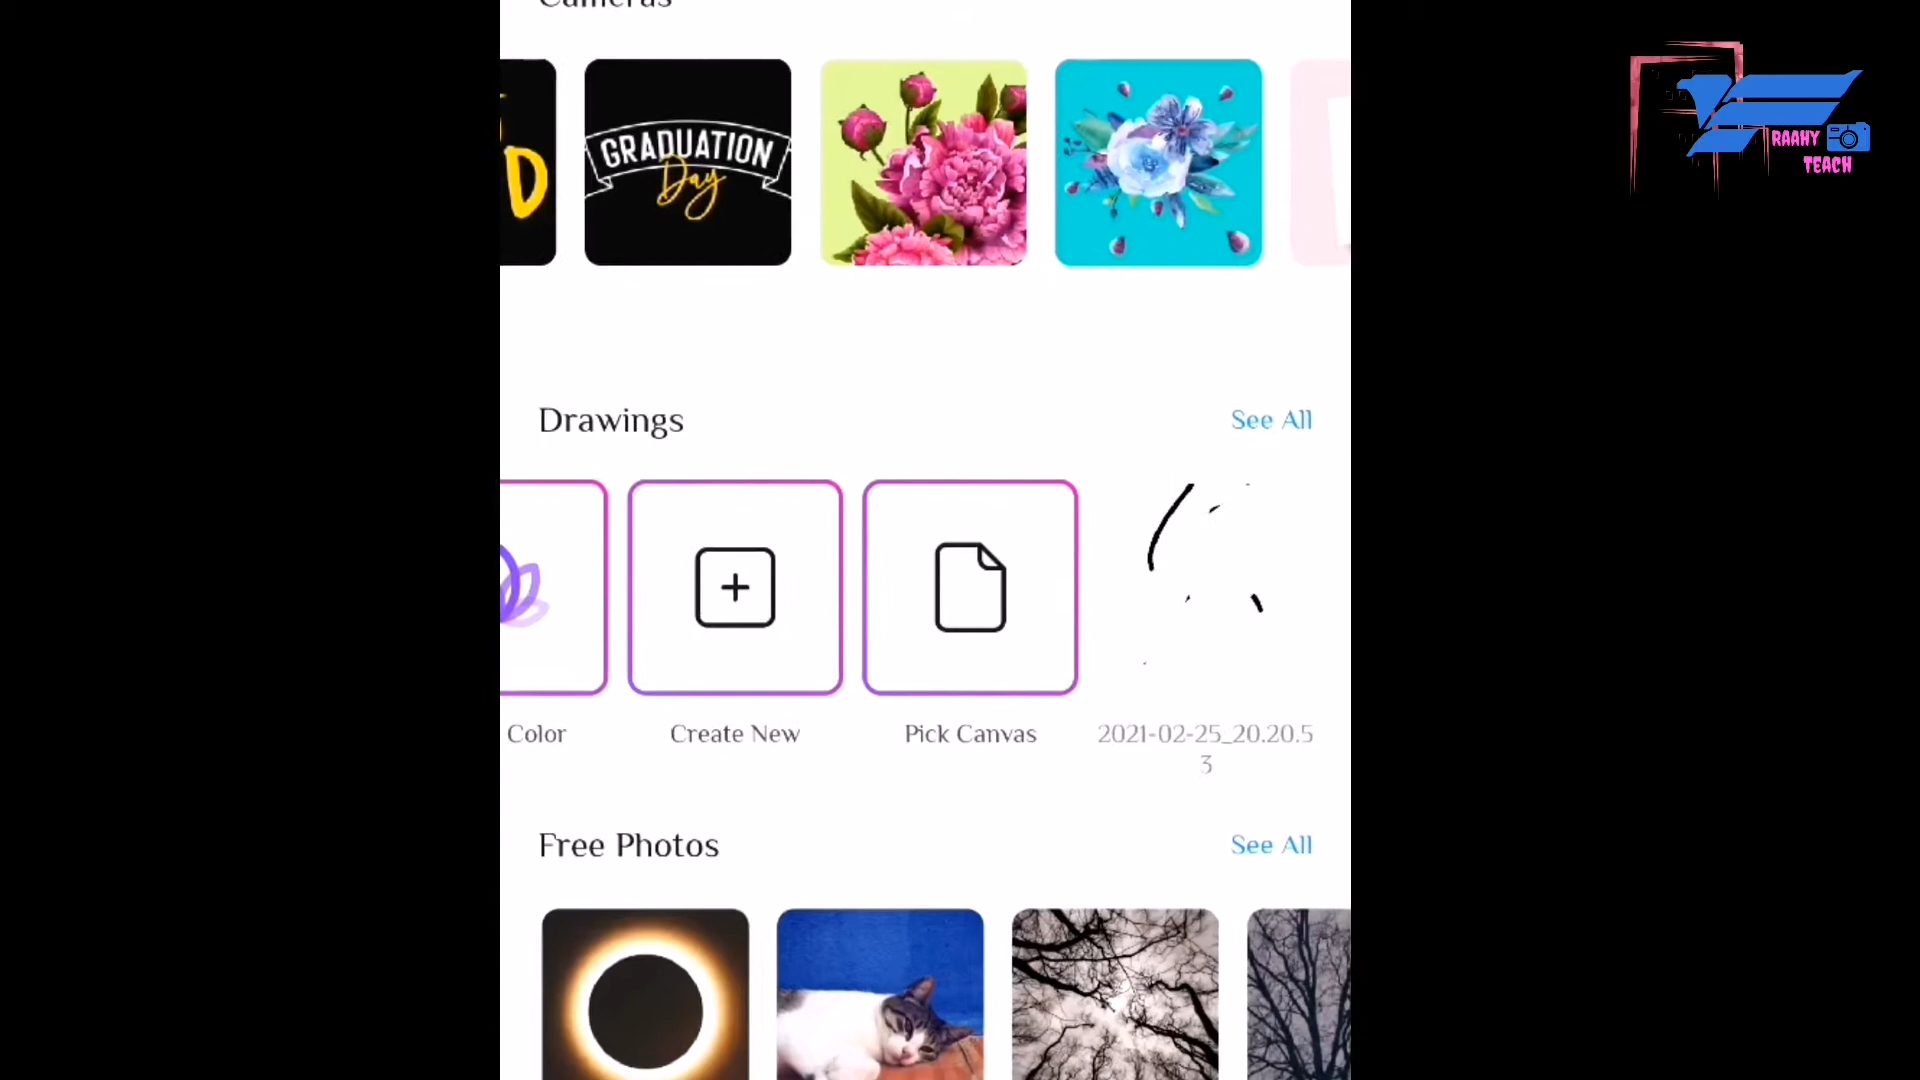 Cameras
D
GRADUATION
Day
RAAHY
TEACH
Drawings
See All
Color
Create New
Pick Canvas
2021-02-25_20.20.5
3
Free Photos
See All